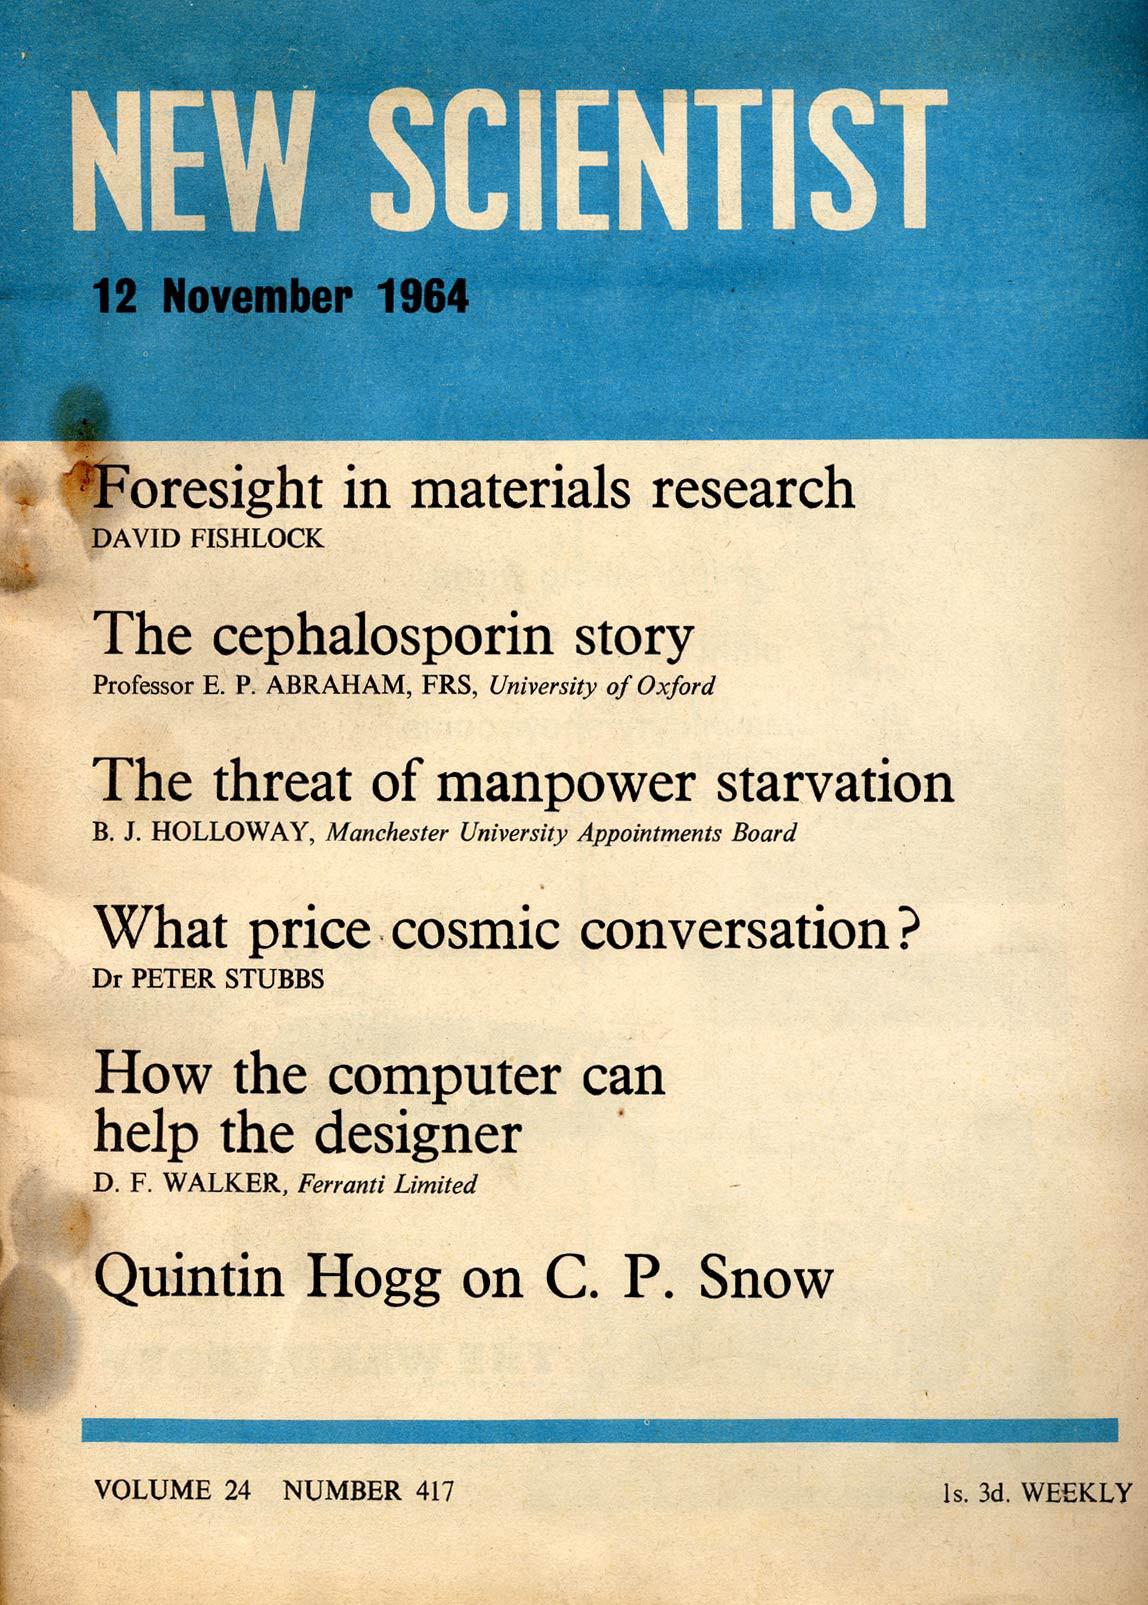 NEW SCIENTIST
12 November 1964
Foresight in materials research
DAVID FISHLOCK
The cephalosporin story
Professor E. P. ABRAHAM, FRS, University of Oxford
The threat of manpower starvation
B. J. HOLLOWAY, Manchester University Appointments Board
What price cosmic conversation?
Dr PETER STUBBS
How the computer can
help the designer
D. F. WALKER, Ferranti Limited
Quintin Hogg on C. P. Snow
VOLUME 24 NUMBER 417
1s. 3d. WEEKLY